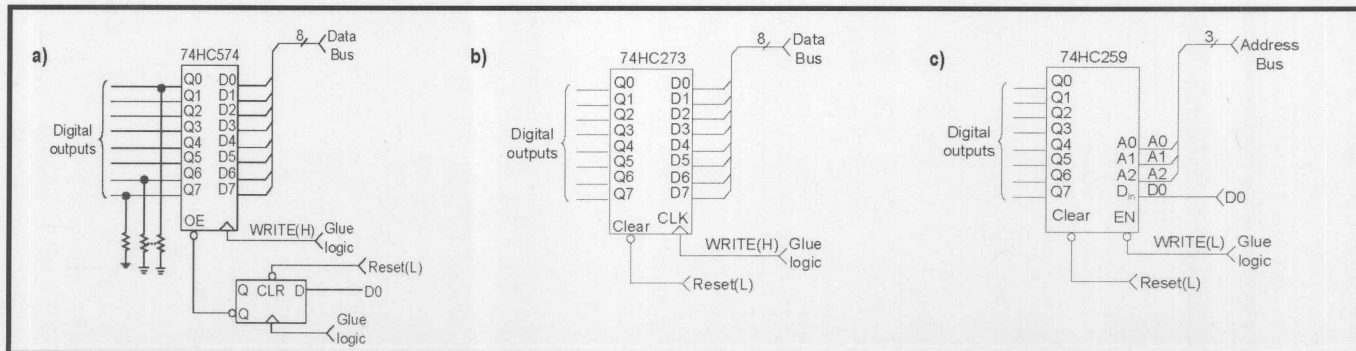 a)
74HC574
8
Data
Bus
Q0 D0
Q1 D1
Q2 D2
Q3 D3
Q4 D4
Q5 D5
Q6 D6
Q7 D7
Digital
outputs
OE
WRITE(H)
Glue
logic
Reset(L)
Q CLR D
D0
Q
Glue
logic
b)
74HC273
8
Data
Bus
Q0 D0
Q1 D1
Q2 D2
Q3 D3
Q4 D4
Q5 D5
Q6 D6
Q7 D7
Digital
outputs
CLK
Clear
WRITE(H)
Glue
logic
Reset(L)
c)
74HC259
3
Address
Bus
Q0
Q1
Q2
Q3
Q4 A0 A0
Q5 A1 A1
Q6 A2 A2
Q7 Din D0
D0
Digital
outputs
Clear EN
WRITE(L)
Glue
logic
Reset(L)